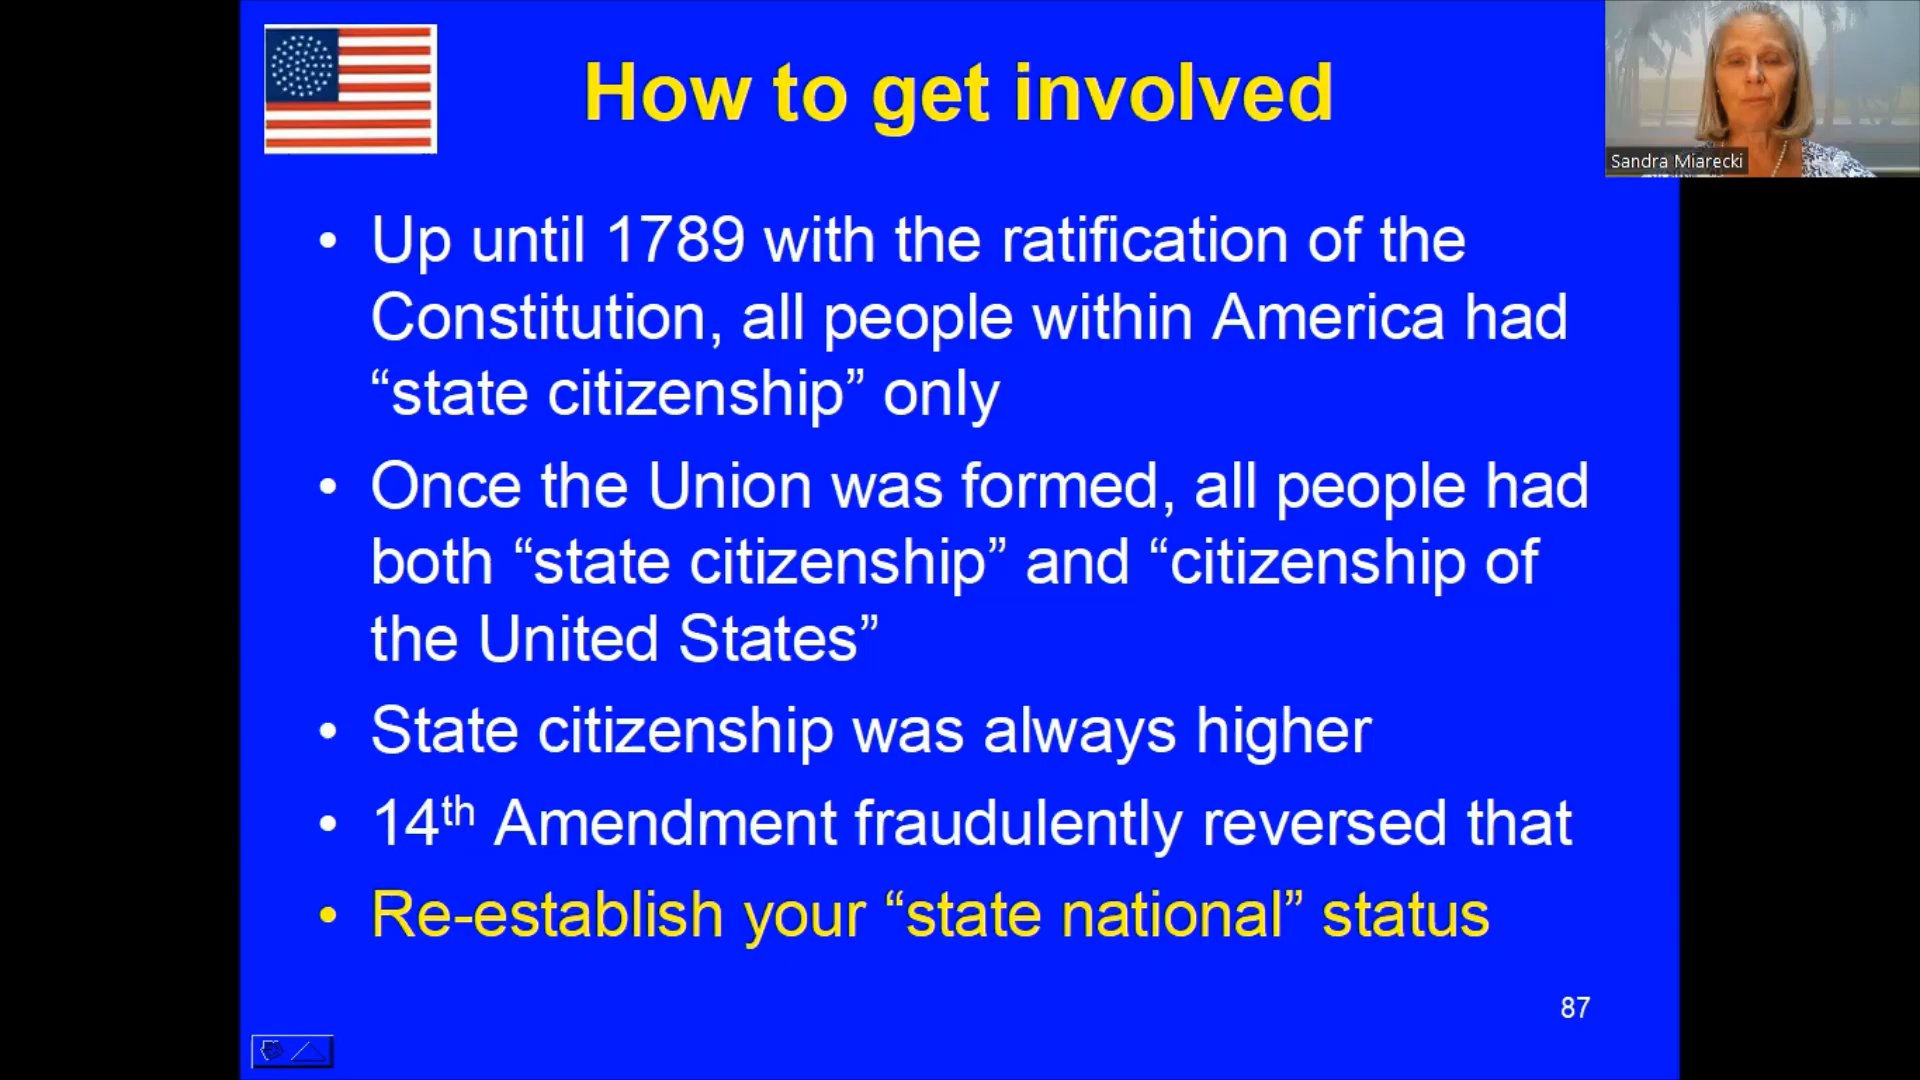 How to get involved
Sandra Miarecki
• Up until 1789 with the ratification of the
Constitution, all people within America had
“state citizenship” only
• Once the Union was formed, all people had
both “state citizenship” and “citizenship of
the United States”
• State citizenship was always higher
• 14th Amendment fraudulently reversed that
• Re-establish your “state national” status
87